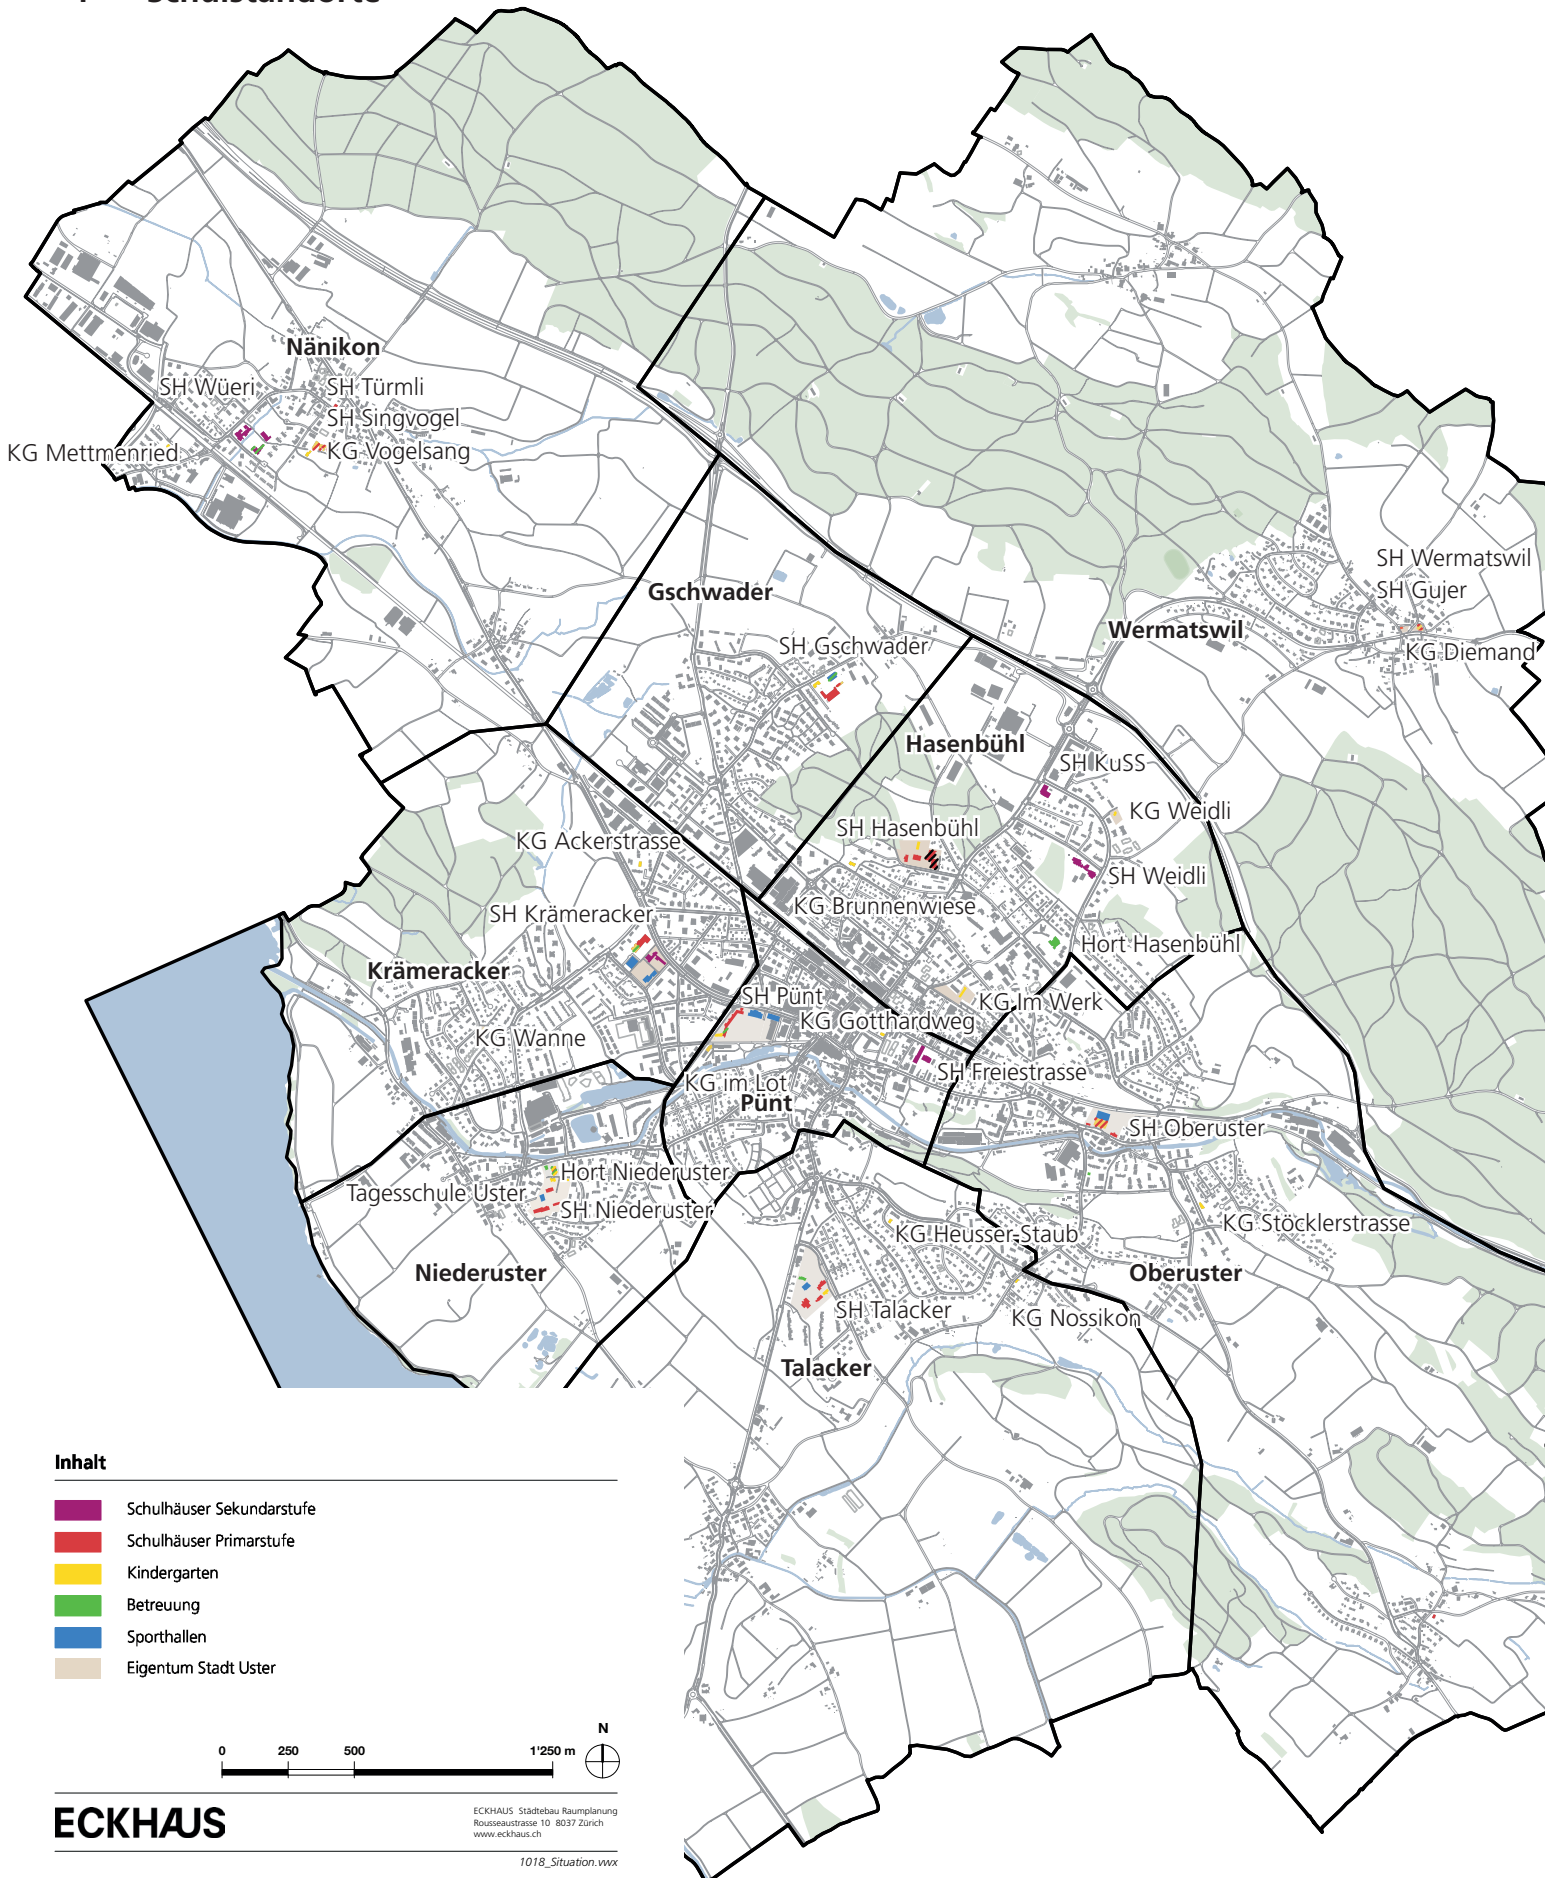 Schulstandorte
Nänikon
SH Wüeri
SH Türmli
SH Singvogel
KG Mettmenried
KG Vogelsang
SH Wermatswil
Gschwader
SH Gujer
Wermatswil
SH Gschwader
KG Diemand
Hasenbühl
SH KuSS
KG Weidli
SH Hasenbühl
KG Ackerstrasse
SH Weidli
KG Brunnenwiese
SH Krämeracker
Hort Hasenbühl
Krämeracker
SH Pünt
KG Im Werk
KG Gotthardweg
KG Wanne
SH Freiestrasse
KG im Lot
Pünt
SH Oberuster
Hort Niederuster
Tagesschule Uster
SH Niederuster
KG Stöcklerstrasse
KG Heusser-Staub
Niederuster
Oberuster
SH Talacker
KG Nossikon
Talacker
Inhalt
Schulhäuser Sekundarstufe
Schulhäuser Primarstufe
Kindergarten
Betreuung
Sporthallen
Eigentum Stadt Uster
N
0 250 500 1'250 m
ECKHAUS
ECKHAUS Städtebau Raumplanung
Rousseaustrasse 10 8037 Zürich
www.eckhaus.ch
1018_Situation.vwx